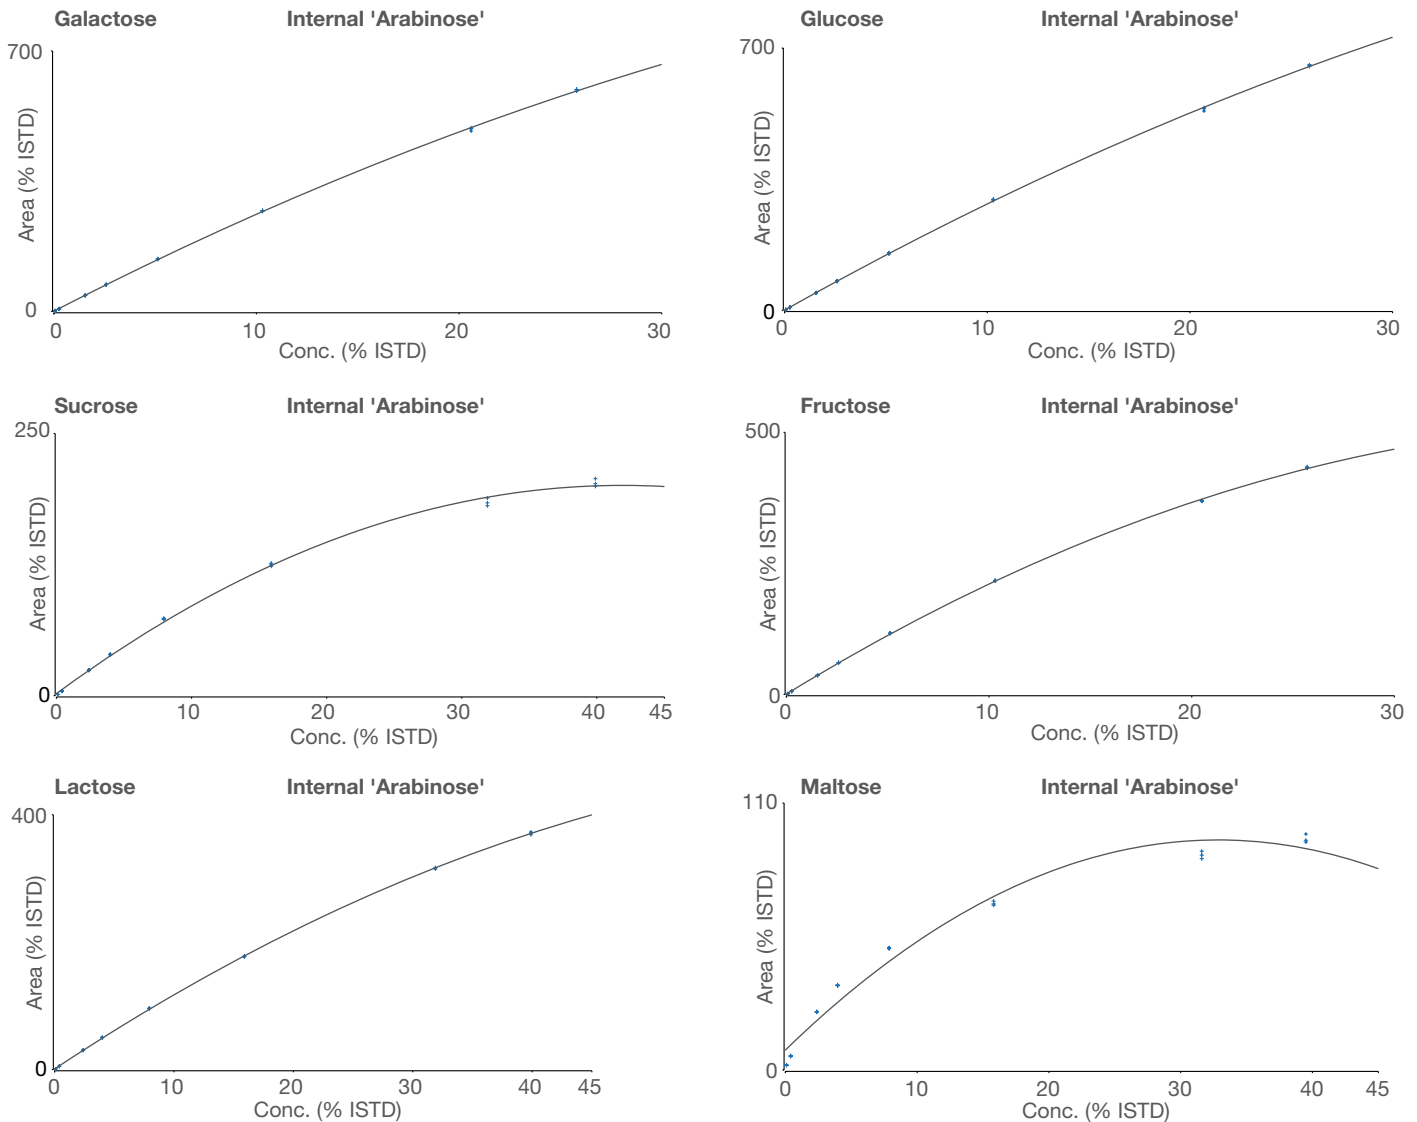 Galactose Internal 'Arabinose'
700
Area (% ISTD)
0
0 10 20 30
Conc. (% ISTD)
Glucose Internal 'Arabinose'
700
Area (% ISTD)
0
0 10 20 30
Conc. (% ISTD)
Sucrose Internal 'Arabinose'
250
Area (% ISTD)
0
0 10 20 30 40 45
Conc. (% ISTD)
Fructose Internal 'Arabinose'
500
Area (% ISTD)
0
0 10 20 30
Conc. (% ISTD)
Lactose Internal 'Arabinose'
400
Area (% ISTD)
0
0 10 20 30 40 45
Conc. (% ISTD)
Maltose Internal 'Arabinose'
110
Area (% ISTD)
0
0 10 20 30 40 45
Conc. (% ISTD)